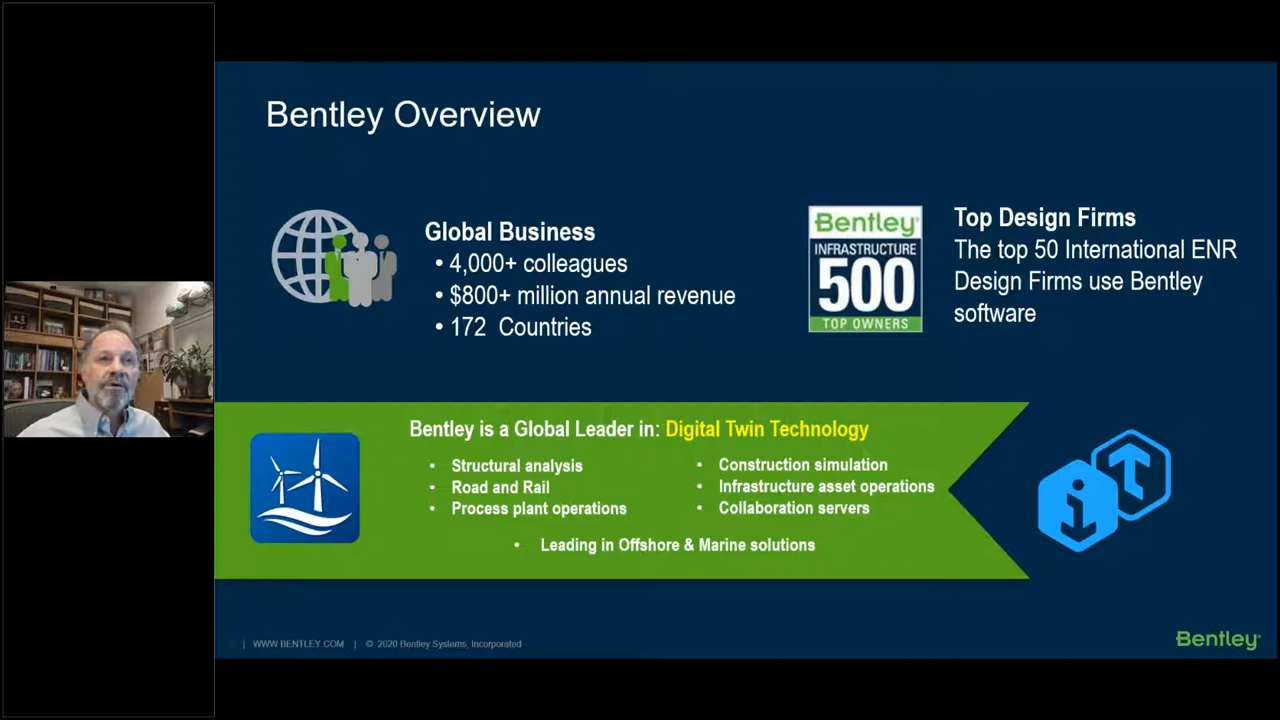 Bentley Overview
Global Business
• 4,000+ colleagues
• $800+ million annual revenue
• 172 Countries
Bentley®
INFRASTRUCTURE
500
TOP OWNERS
Top Design Firms
The top 50 International ENR
Design Firms use Bentley
software
Bentley is a Global Leader in: Digital Twin Technology
• Structural analysis
• Road and Rail
• Process plant operations
• Construction simulation
• Infrastructure asset operations
• Collaboration servers
• Leading in Offshore & Marine solutions
| WWW.BENTLEY.COM | © 2020 Bentley Systems, Incorporated
Bentley®